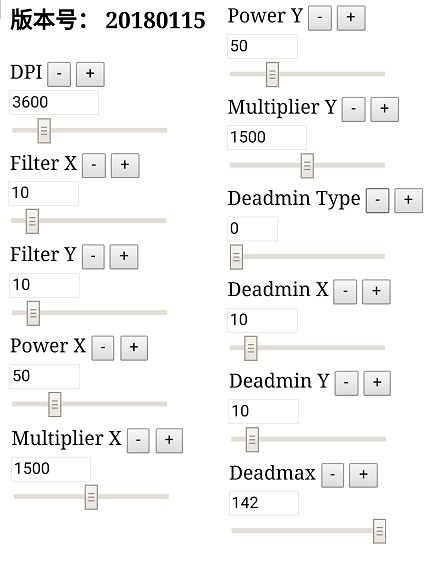 版本号： 20180115
DPI - +
3600
Filter X - +
10
Filter Y - +
10
Power X - +
50
Multiplier X - +
1500
Power Y - +
50
Multiplier Y - +
1500
Deadmin Type - +
0
Deadmin X - +
10
Deadmin Y - +
10
Deadmax - +
142